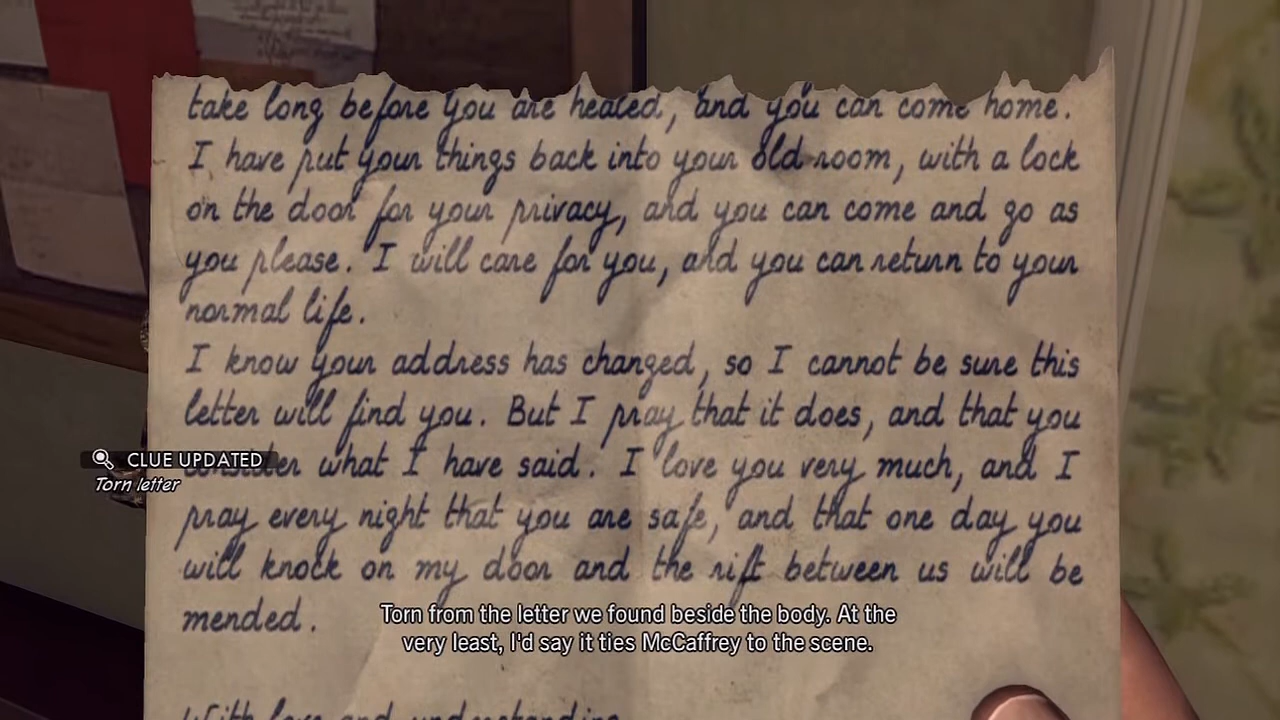 take long before you are healed, and you can come home.
I have put your things back into your old room, with a lock
on the door for your privacy, and you can come and go as
you please. I will care for you, and you can return to your
normal life.
I know your address has changed, so I cannot be sure this
letter will find you. But I pray that it does, and that you
what I have said. I love you very much, and I
CLUE UPDATED
Torn letter
pray every night that you are safe, and that one day you
will knock on my door and the rift between us will be
mended.
Torn from the letter we found beside the body. At the
very least, I'd say it ties McCaffrey to the scene.
With love and understanding